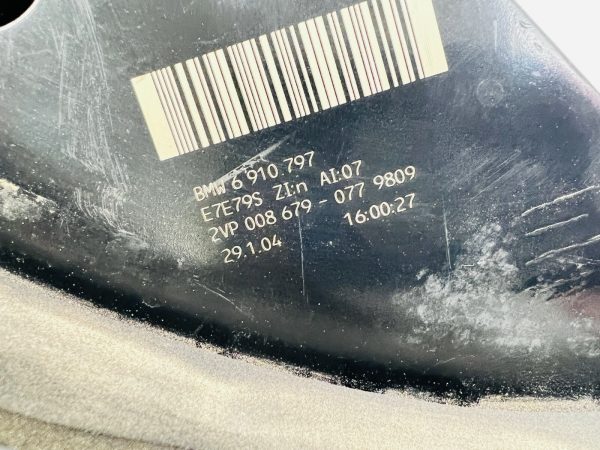 BMW 6 910 797
E7E79S ZI:n AI:07
2VP 008 679 - 077 9809
29.1.04 16:00:27